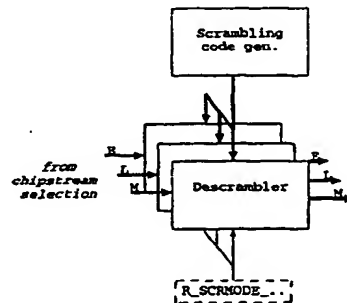 Scrambling
code gen.
E
from
chipstream
selection
L
M
Descrambler
E
L
M
R_SCRMODE_..